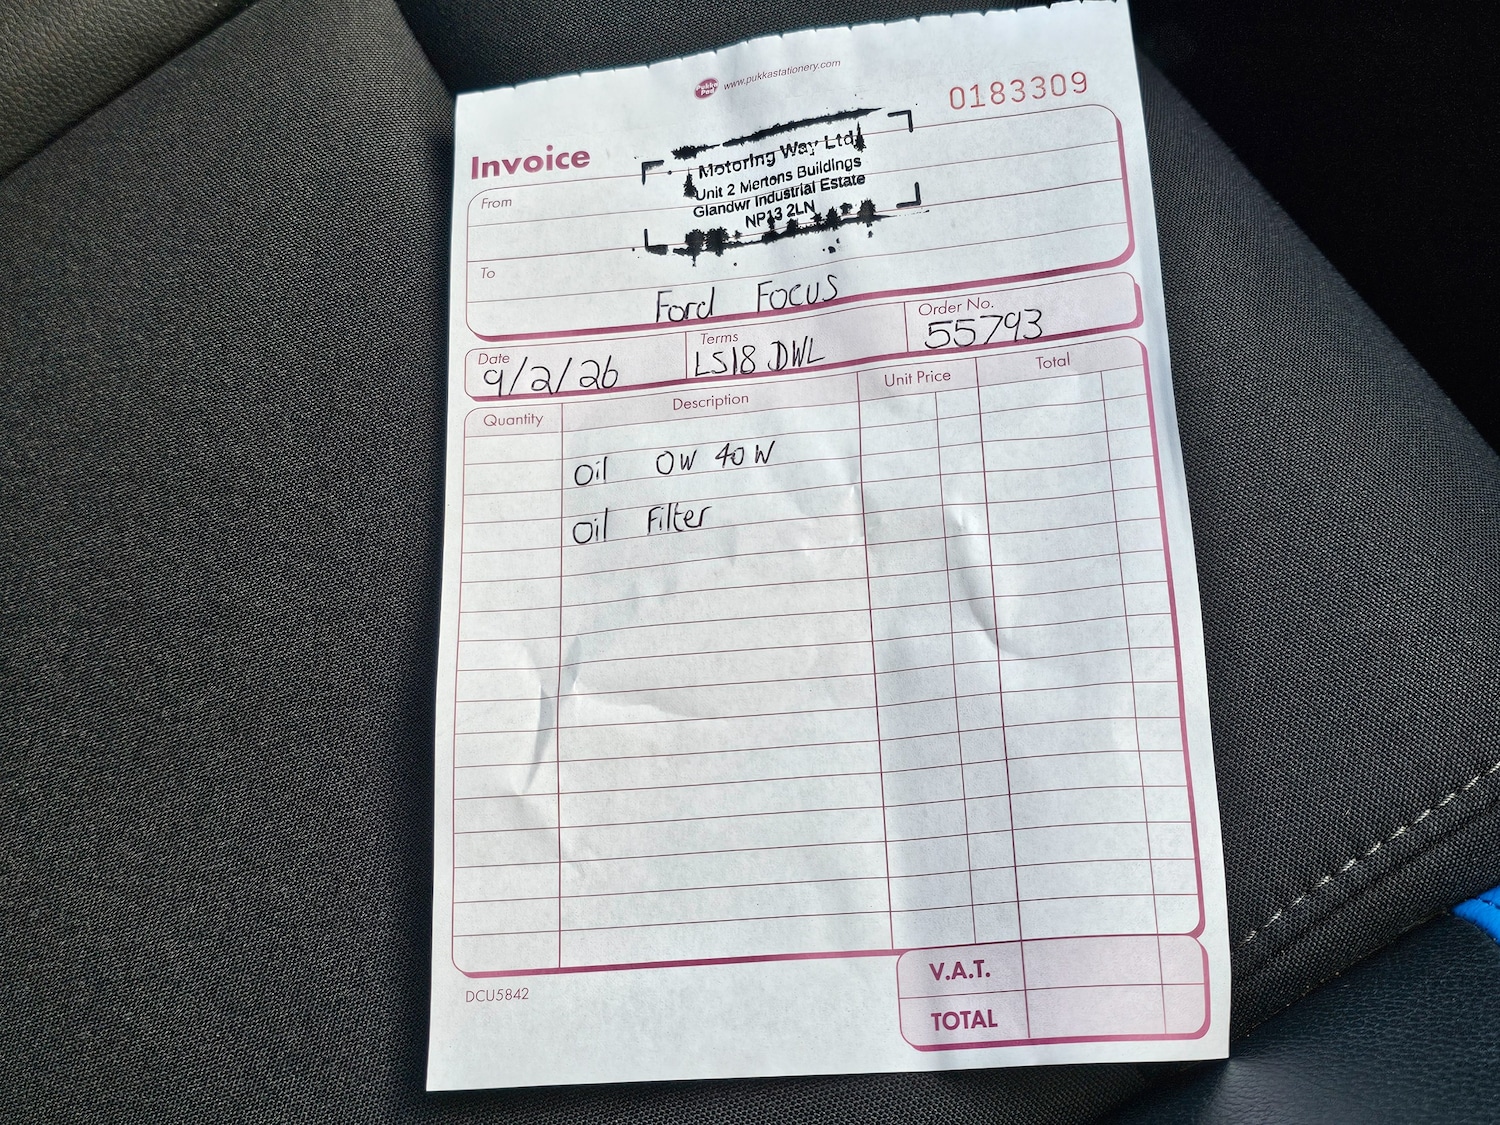 Pukka Pad www.pukkastationery.com
0183309
Invoice
Motoring Way Ltd
Unit 2 Mertons Buildings
Glandwr Industrial Estate
NP13 2LN
From
To
Ford Focus
Date 9/2/26
Terms LS18 DWL
Order No. 55793
Quantity Description Unit Price Total
Oil 0W 40W
Oil Filter
V.A.T.
TOTAL
DCU5842